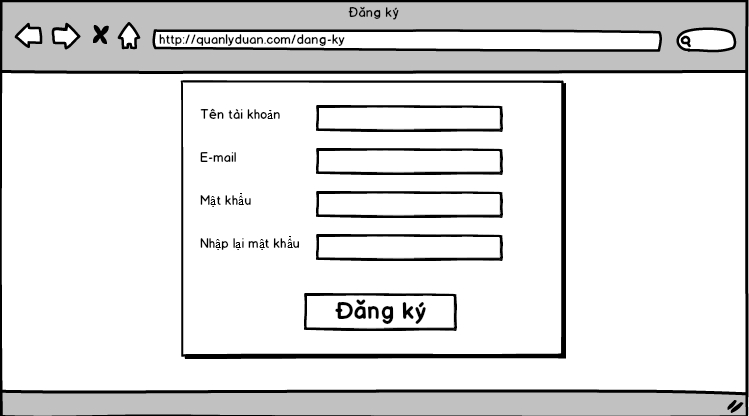 Đăng ký
http://quanlyduan.com/dang-ky
Tên tài khoản
E-mail
Mật khẩu
Nhập lại mật khẩu
Đăng ký